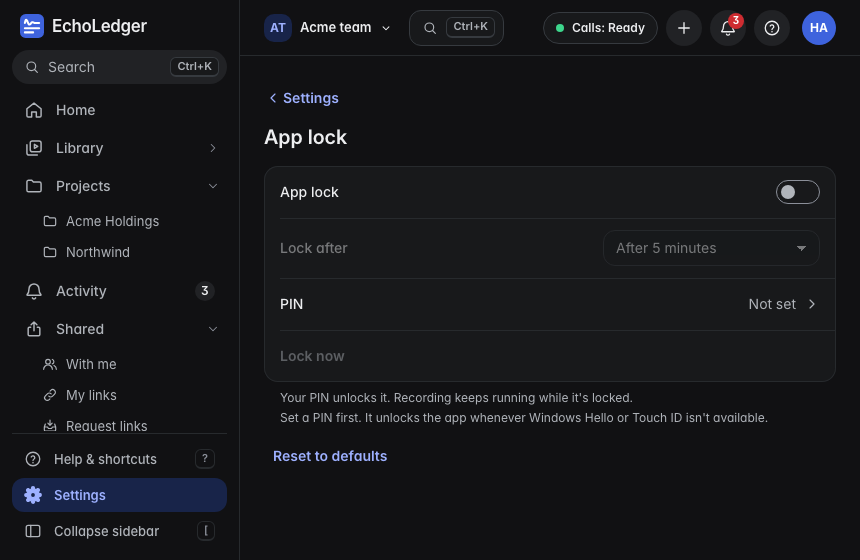 EchoLedger
Search Ctrl+K
Home
Library
Projects
Acme Holdings
Northwind
Activity 3
Shared
With me
My links
Request links
Help & shortcuts ?
Settings
Collapse sidebar [
AT Acme team Ctrl+K Calls: Ready 3 HA
Settings
App lock
App lock
Lock after After 5 minutes
PIN Not set
Lock now
Your PIN unlocks it. Recording keeps running while it's locked.
Set a PIN first. It unlocks the app whenever Windows Hello or Touch ID isn't available.
Reset to defaults